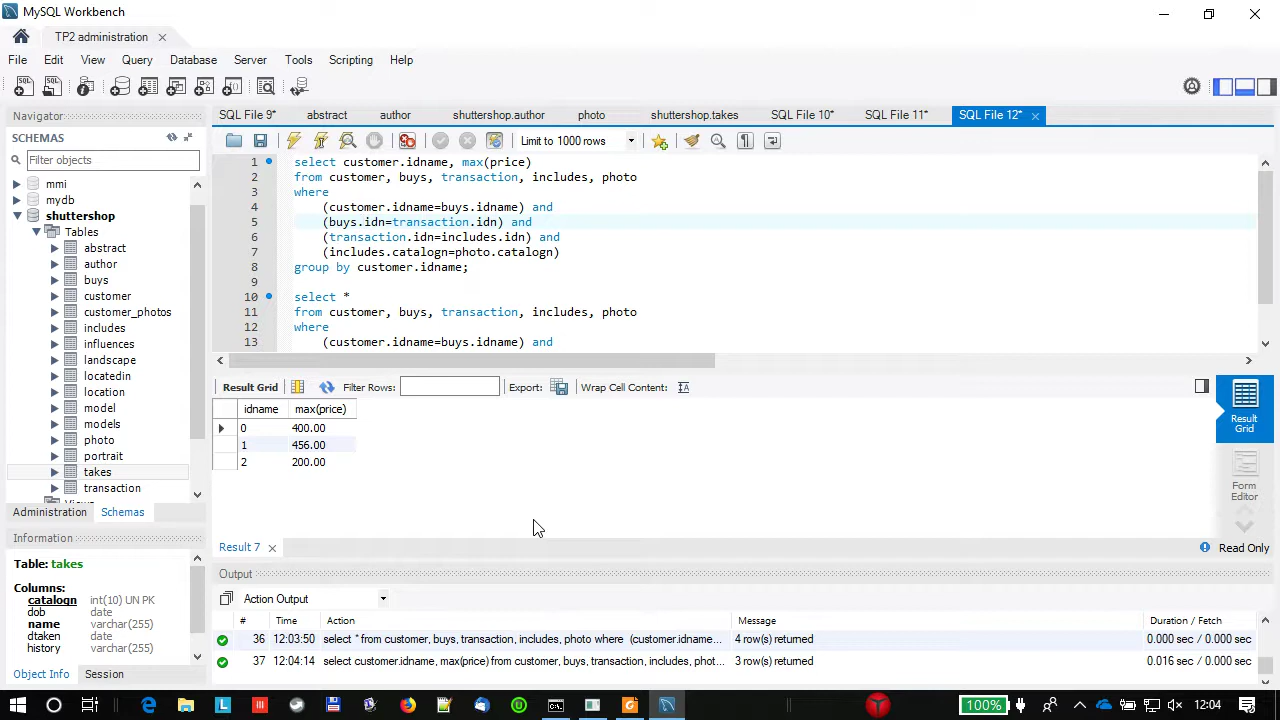 MySQL Workbench
TP2 administration
File Edit View Query Database Server Tools Scripting Help
Navigator
SCHEMAS
Filter objects
mmi
mydb
shuttershop
Tables
abstract
author
buys
customer
customer_photos
includes
influences
landscape
locatedin
location
model
models
photo
portrait
takes
transaction
Administration Schemas
Information
Table: takes
Columns:
catalogn int(10) UN PK
dob date
name varchar(255)
dtaken date
history varchar(255)
Object Info Session
SQL File 9* abstract author shuttershop.author photo shuttershop.takes SQL File 10* SQL File 11* SQL File 12*
Limit to 1000 rows
1 select customer.idname, max(price)
2 from customer, buys, transaction, includes, photo
3 where
4 (customer.idname=buys.idname) and
5 (buys.idn=transaction.idn) and
6 (transaction.idn=includes.idn) and
7 (includes.catalogn=photo.catalogn)
8 group by customer.idname;
9
10 select *
11 from customer, buys, transaction, includes, photo
12 where
13 (customer.idname=buys.idname) and
Result Grid Filter Rows: Export: Wrap Cell Content:
idname max(price)
0 400.00
1 456.00
2 200.00
Result Grid
Form Editor
Result 7 Read Only
Output
Action Output
# Time Action Message Duration / Fetch
36 12:03:50 select * from customer, buys, transaction, includes, photo where (customer.idname... 4 row(s) returned 0.000 sec / 0.000 sec
37 12:04:14 select customer.idname, max(price) from customer, buys, transaction, includes, phot... 3 row(s) returned 0.016 sec / 0.000 sec
100% 12:04